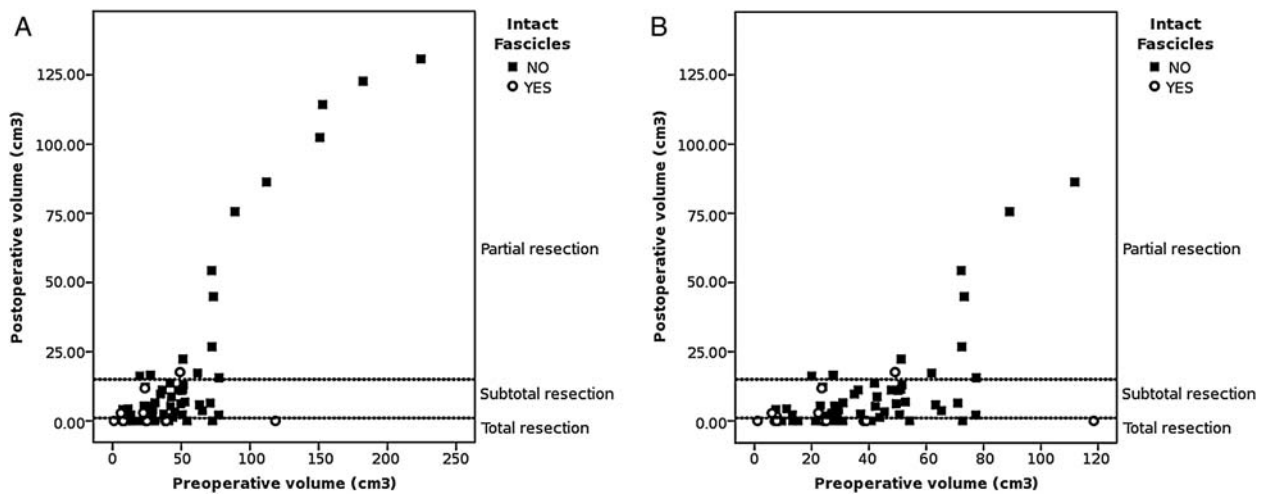 A
Intact
Fascicles
NO
YES
Postoperative volume (cm3)
125.00
100.00
75.00
50.00
25.00
0.00
Partial resection
Subtotal resection
Total resection
0 50 100 150 200 250
Preoperative volume (cm3)
B
Intact
Fascicles
NO
YES
Postoperative volume (cm3)
125.00
100.00
75.00
50.00
25.00
0.00
Partial resection
Subtotal resection
Total resection
0 20 40 60 80 100 120
Preoperative volume (cm3)